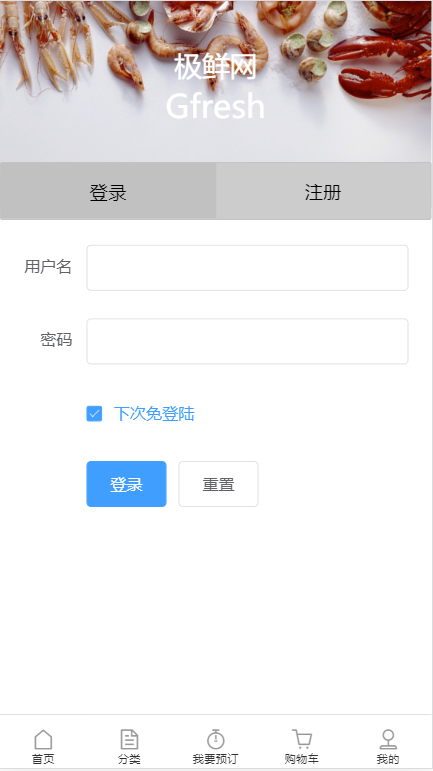 极鲜网
Gfresh
登录 注册
用户名
密码
下次免登陆
登录 重置
首页 分类 我要预订 购物车 我的